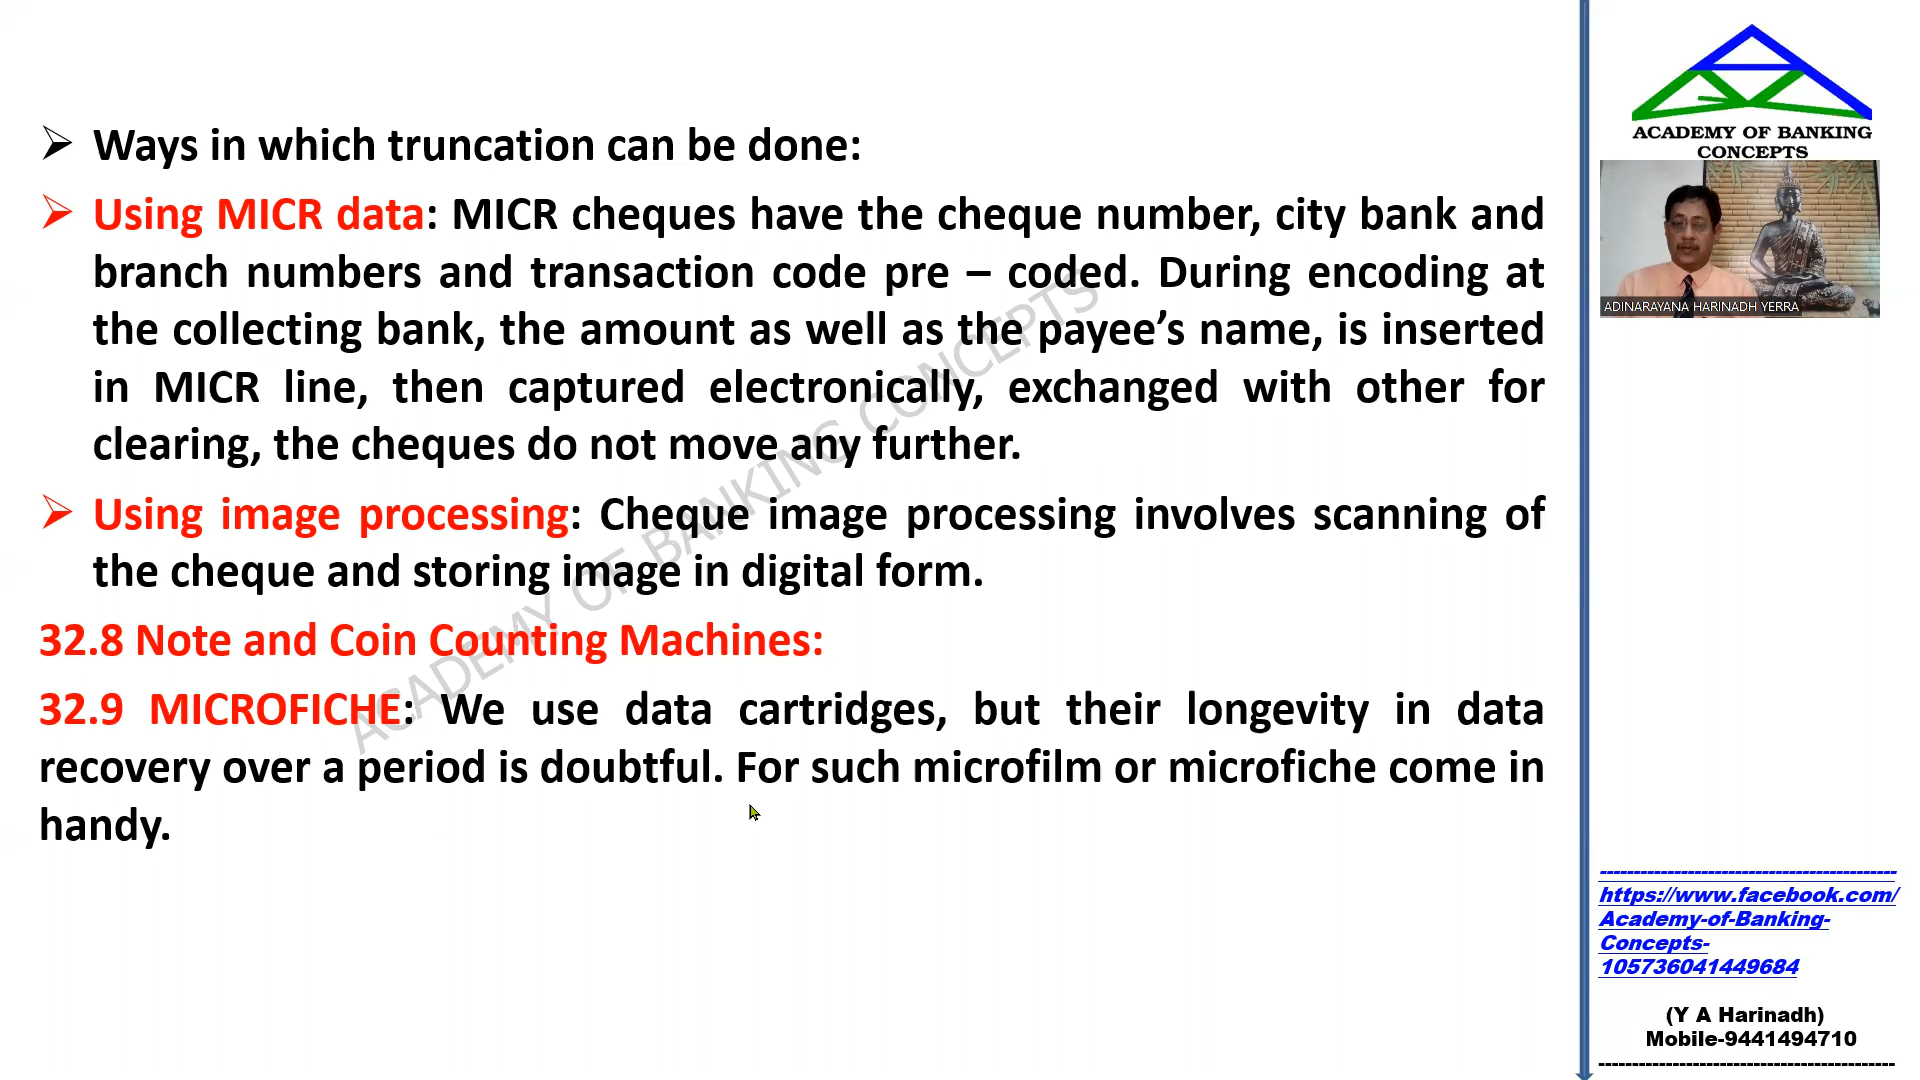 Ways in which truncation can be done:
Using MICR data: MICR cheques have the cheque number, city bank and
branch numbers and transaction code pre – coded. During encoding at
the collecting bank, the amount as well as the payee’s name, is inserted
in MICR line, then captured electronically, exchanged with other for
clearing, the cheques do not move any further.
Using image processing: Cheque image processing involves scanning of
the cheque and storing image in digital form.
32.8 Note and Coin Counting Machines:
32.9 MICROFICHE: We use data cartridges, but their longevity in data
recovery over a period is doubtful. For such microfilm or microfiche come in
handy.
ACADEMY OF BANKING CONCEPTS
ACADEMY OF BANKING
CONCEPTS
ADINARAYANA HARINADH YERRA
https://www.facebook.com/
Academy-of-Banking-
Concepts-
105736041449684
(Y A Harinadh)
Mobile-9441494710